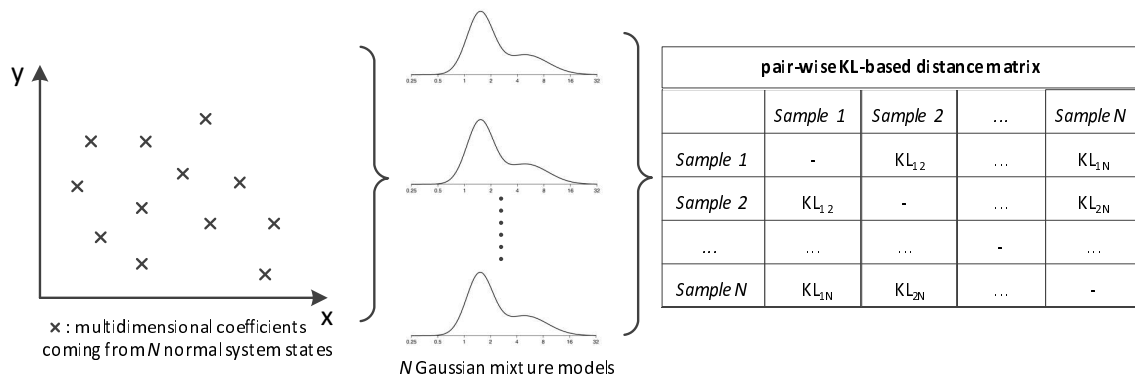 y
x
× : multidimensional coefficients
coming from N normal system states
0.25 0.5 1 2 4 8 16 32
0.25 0.5 1 2 4 8 16 32
0.25 0.5 1 2 4 8 16 32
N Gaussian mixture models
pair-wise KL-based distance matrix
Sample 1 Sample 2 ... Sample N
Sample 1 - KL12 ... KL1N
Sample 2 KL12 - ... KL2N
... ... ... - ...
Sample N KL1N KL2N ... -